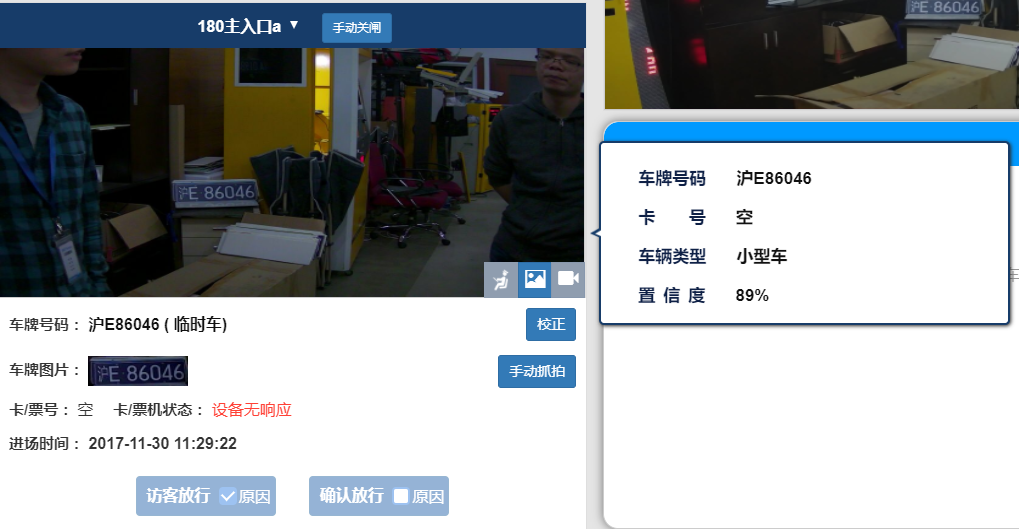 180主入口a ▼ 手动关闸
沪E 86046
车牌号码： 沪E86046 ( 临时车) 校正
车牌图片： 沪E 86046 手动抓拍
卡/票号： 空 卡/票机状态： 设备无响应
进场时间： 2017-11-30 11:29:22
访客放行 原因 确认放行 原因
沪E 86046
车牌号码 沪E86046
卡 号 空
车辆类型 小型车
置 信 度 89%
车